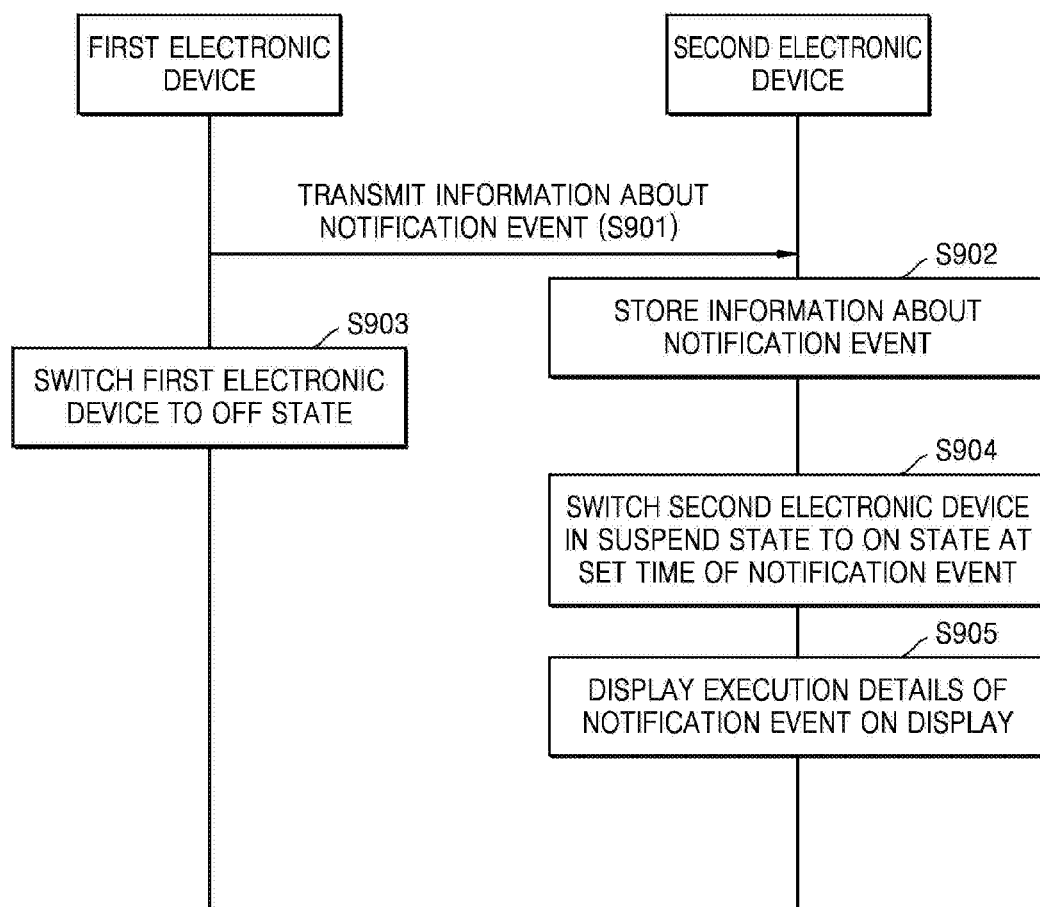 FIRST ELECTRONIC
DEVICE
SECOND ELECTRONIC
DEVICE
TRANSMIT INFORMATION ABOUT
NOTIFICATION EVENT (S901)
S902
STORE INFORMATION ABOUT
NOTIFICATION EVENT
S903
SWITCH FIRST ELECTRONIC
DEVICE TO OFF STATE
S904
SWITCH SECOND ELECTRONIC DEVICE
IN SUSPEND STATE TO ON STATE AT
SET TIME OF NOTIFICATION EVENT
S905
DISPLAY EXECUTION DETAILS OF
NOTIFICATION EVENT ON DISPLAY